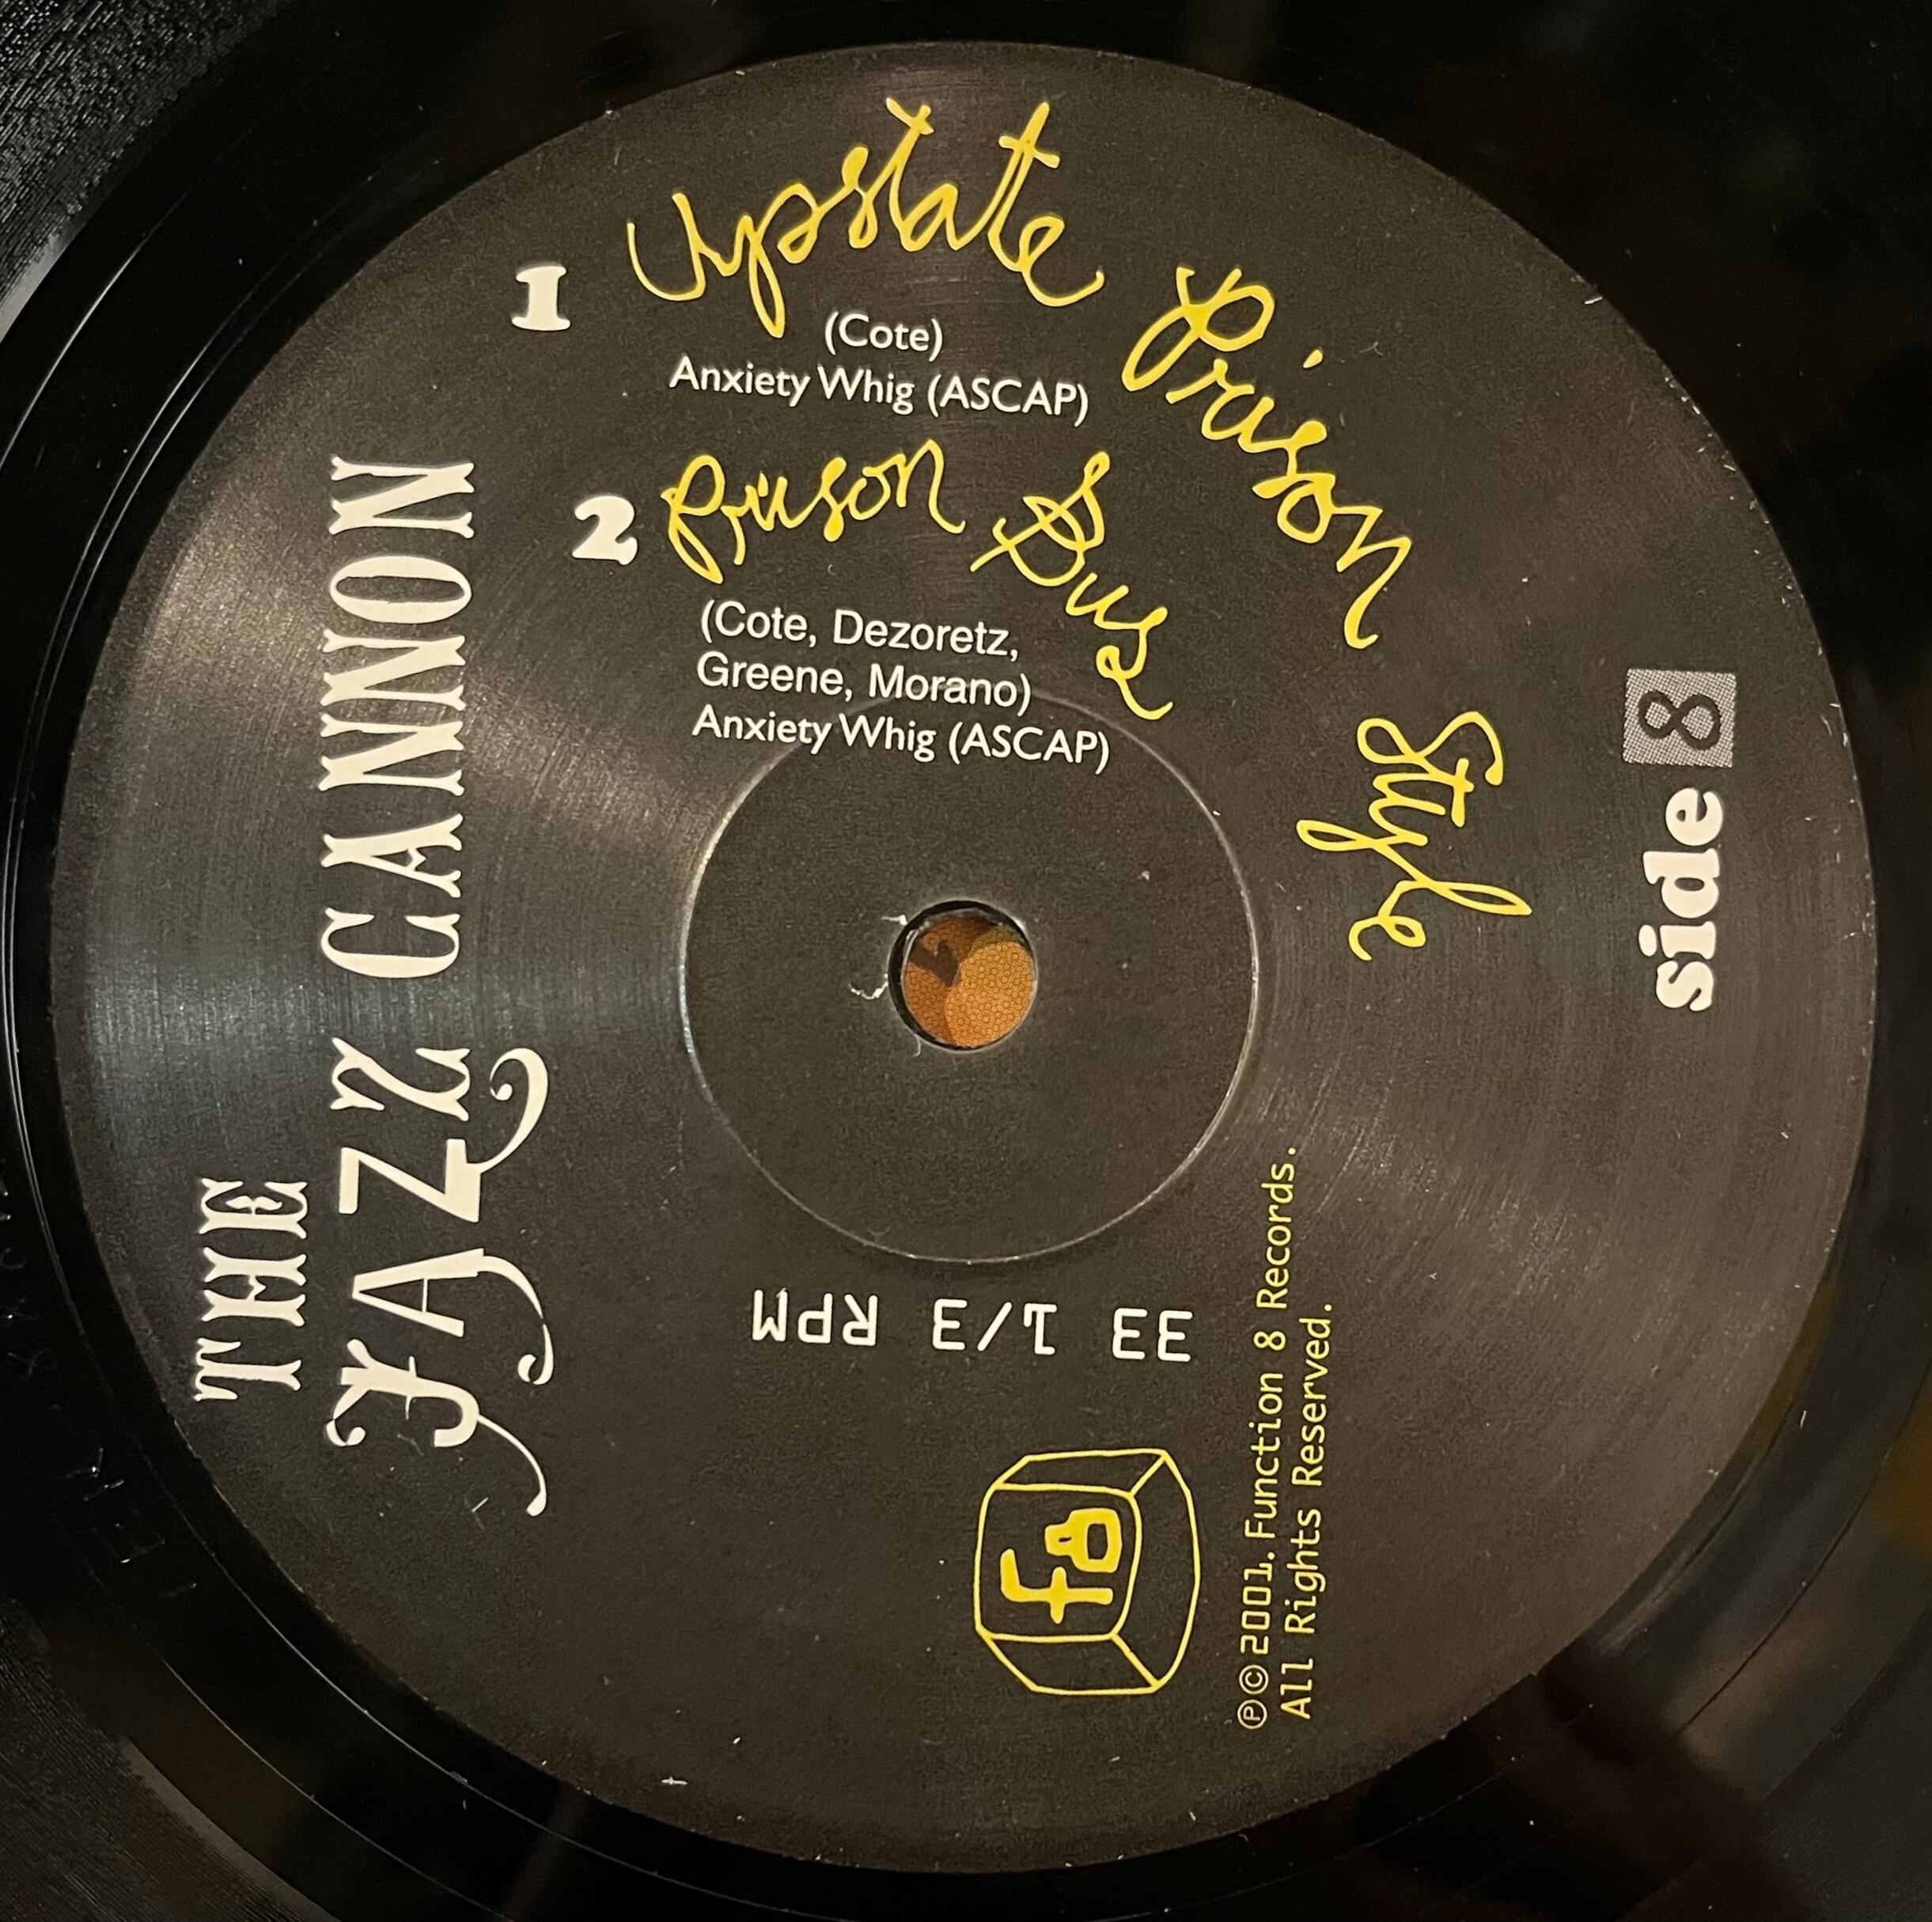 THE
JAZZ CANNON
1 Upstate Prison Style
(Cote)
Anxiety Whig (ASCAP)
2 Prison Bus
(Cote, Dezoretz,
Greene, Morano)
Anxiety Whig (ASCAP)
side 8
33 1/3 RPM
f8
℗©2001. Function 8 Records.
All Rights Reserved.